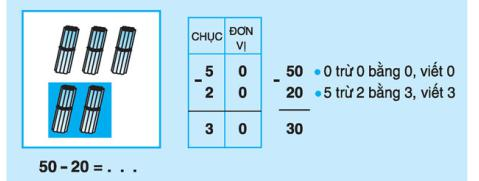 CHỤC ĐƠN VỊ
- 5 0
2 0
3 0
- 50
20
30
• 0 trừ 0 bằng 0, viết 0
• 5 trừ 2 bằng 3, viết 3
50 – 20 = . . .